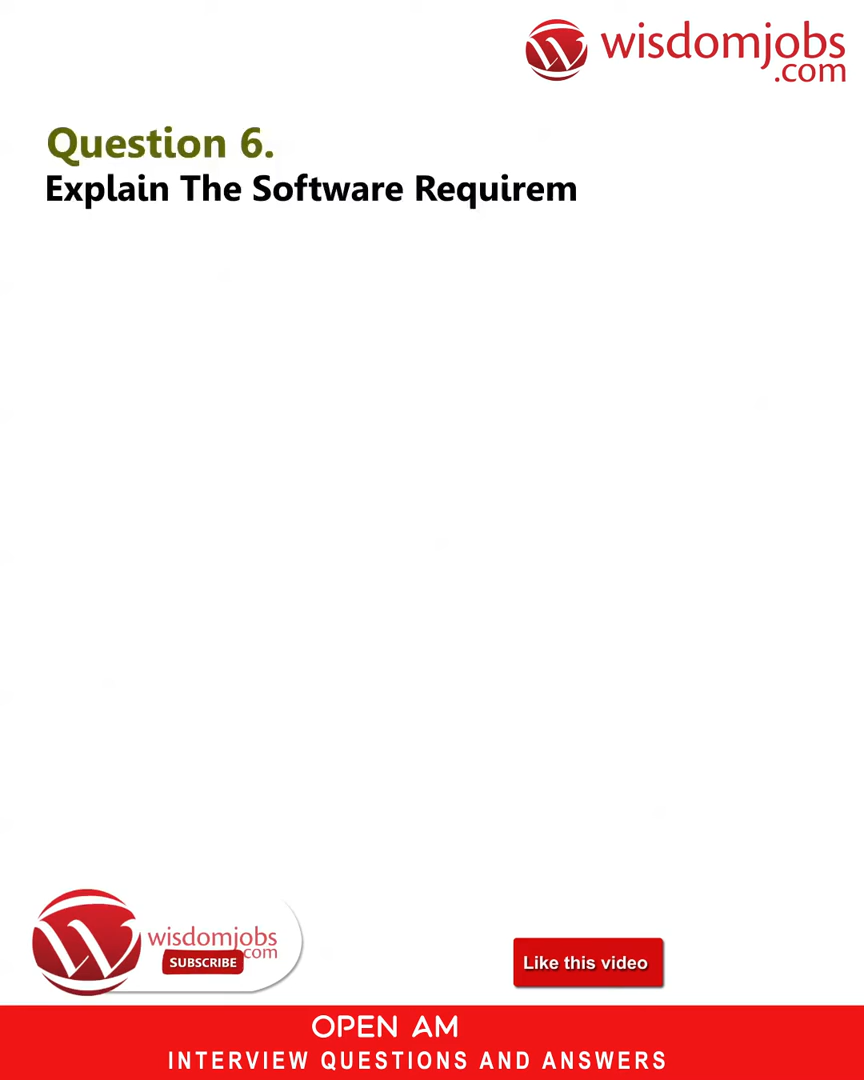 wisdomjobs
.com
Question 6.
Explain The Software Requirem
wisdomjobs
.com
SUBSCRIBE
Like this video
OPEN AM
INTERVIEW QUESTIONS AND ANSWERS